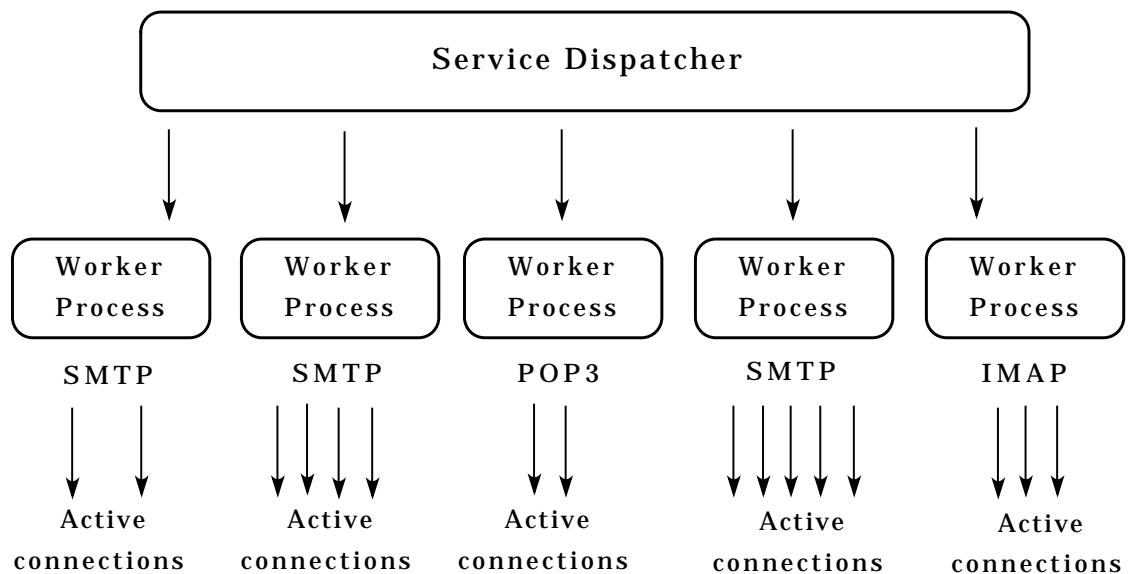 Service Dispatcher
Worker
Process
Worker
Process
Worker
Process
Worker
Process
Worker
Process
SMTP
SMTP
POP3
SMTP
IMAP
Active
connections
Active
connections
Active
connections
Active
connections
Active
connections